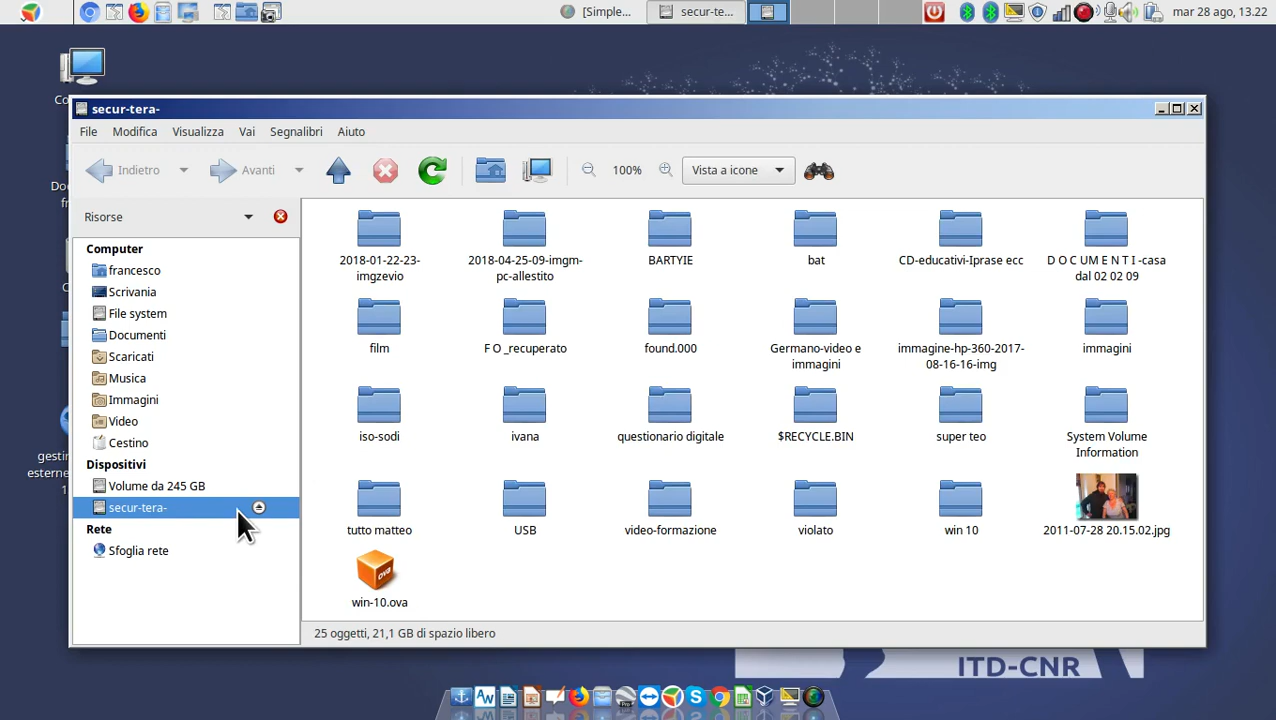 [Simple...
secur-te...
mar 28 ago, 13.22
secur-tera-
File Modifica Visualizza Vai Segnalibri Aiuto
Indietro Avanti 100% Vista a icone
Risorse
Computer
francesco
Scrivania
File system
Documenti
Scaricati
Musica
Immagini
Video
Cestino
Dispositivi
Volume da 245 GB
secur-tera-
Rete
Sfoglia rete
2018-01-22-23-
imgzevio
2018-04-25-09-imgm-
pc-allestito
BARTYIE
bat
CD-educativi-Iprase ecc
D O C U M E N T I -casa
dal 02 02 09
film
F O _recuperato
found.000
Germano-video e
immagini
immagine-hp-360-2017-
08-16-16-img
immagini
iso-sodi
ivana
questionario digitale
$RECYCLE.BIN
super teo
System Volume
Information
tutto matteo
USB
video-formazione
violato
win 10
2011-07-28 20.15.02.jpg
OVA
win-10.ova
25 oggetti, 21,1 GB di spazio libero
ITD-CNR